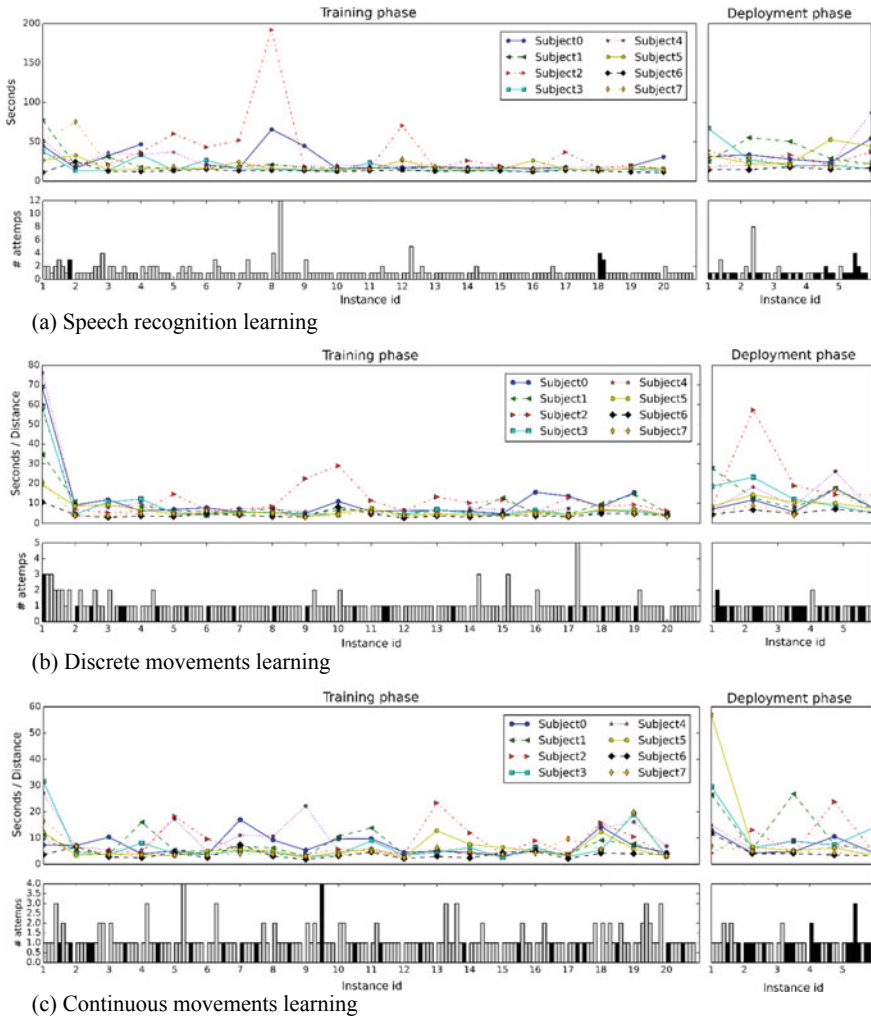 Training phase
Deployment phase
200
150
100
50
0
Seconds
Subject0
Subject1
Subject2
Subject3
Subject4
Subject5
Subject6
Subject7
12
10
8
6
4
2
0
# attemps
1 2 3 4 5 6 7 8 9 10 11 12 13 14 15 16 17 18 19 20
1 2 3 4 5
Instance id
Instance id
(a) Speech recognition learning
Training phase
Deployment phase
80
70
60
50
40
30
20
10
0
Seconds / Distance
Subject0
Subject1
Subject2
Subject3
Subject4
Subject5
Subject6
Subject7
5
4
3
2
1
0
# attemps
1 2 3 4 5 6 7 8 9 10 11 12 13 14 15 16 17 18 19 20
1 2 3 4 5
Instance id
Instance id
(b) Discrete movements learning
Training phase
Deployment phase
60
50
40
30
20
10
0
Seconds / Distance
Subject0
Subject1
Subject2
Subject3
Subject4
Subject5
Subject6
Subject7
4.0
3.5
3.0
2.5
2.0
1.5
1.0
0.5
0.0
# attemps
1 2 3 4 5 6 7 8 9 10 11 12 13 14 15 16 17 18 19 20
1 2 3 4 5
Instance id
Instance id
(c) Continuous movements learning